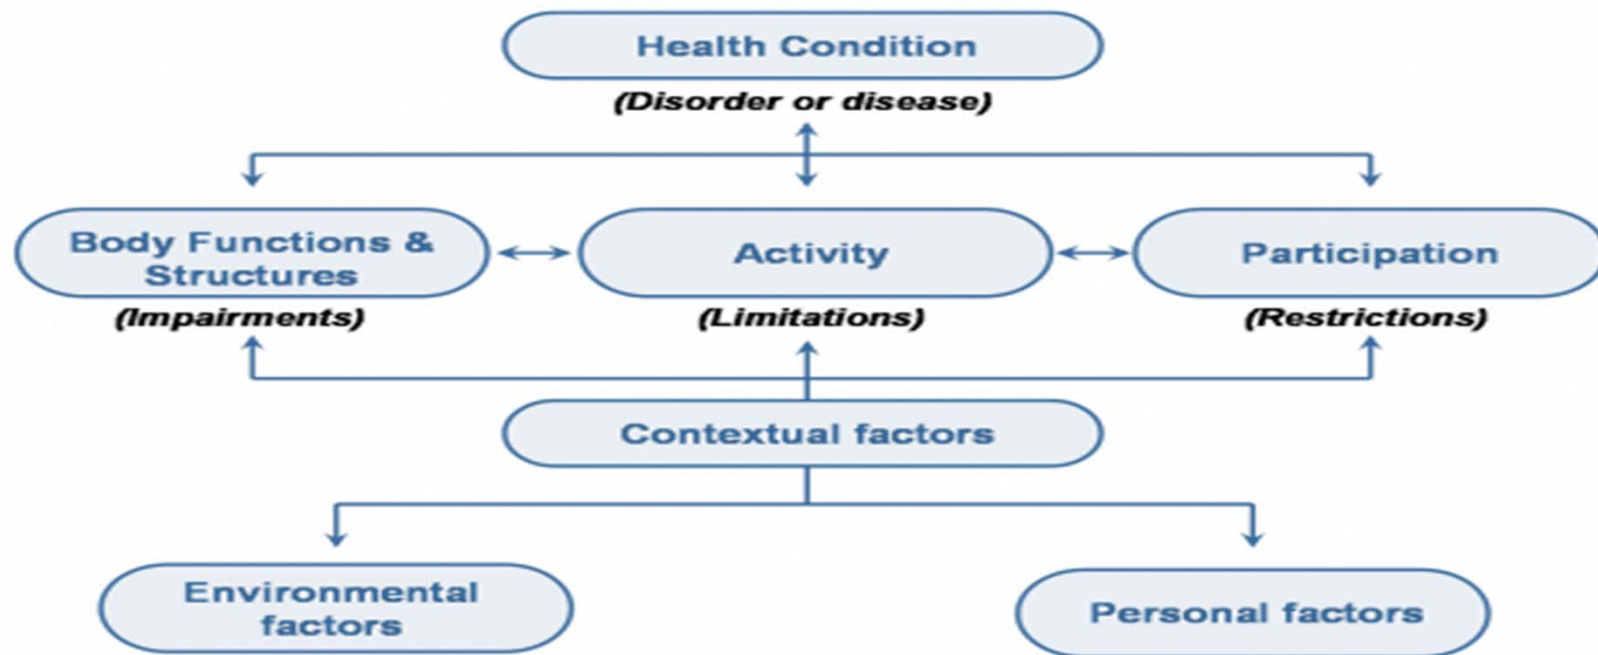 Health Condition
(Disorder or disease)
Body Functions &
Structures
Activity
Participation
(Impairments)
(Limitations)
(Restrictions)
Contextual factors
Environmental
factors
Personal factors